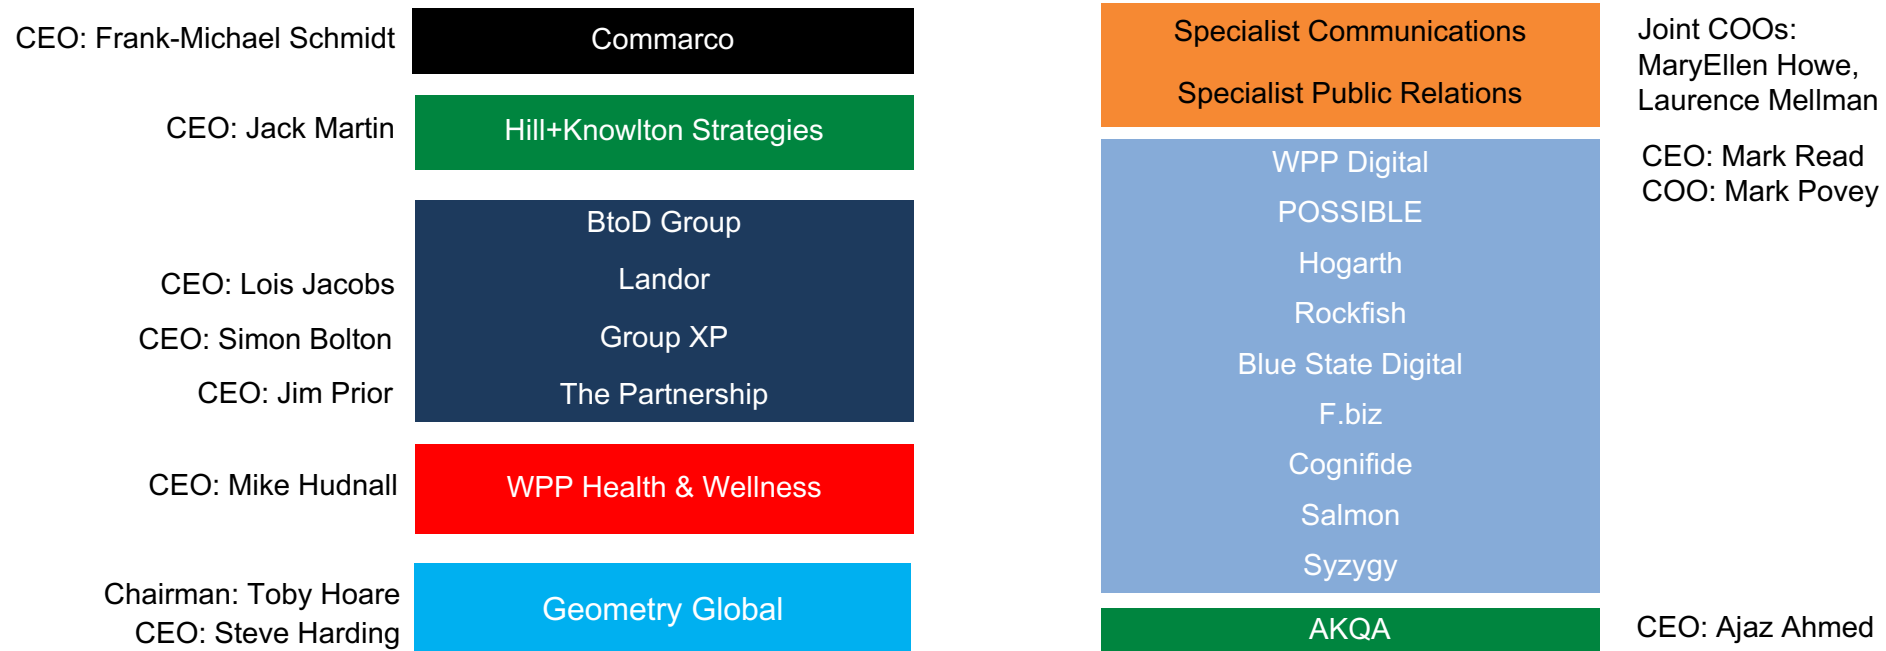 CEO: Frank-Michael Schmidt
Commarco
CEO: Jack Martin
Hill+Knowlton Strategies
BtoD Group
CEO: Lois Jacobs
Landor
CEO: Simon Bolton
Group XP
CEO: Jim Prior
The Partnership
CEO: Mike Hudnall
WPP Health & Wellness
Chairman: Toby Hoare
CEO: Steve Harding
Geometry Global
Specialist Communications
Specialist Public Relations
Joint COOs:
MaryEllen Howe,
Laurence Mellman
WPP Digital
POSSIBLE
Hogarth
Rockfish
Blue State Digital
F.biz
Cognifide
Salmon
Syzygy
CEO: Mark Read
COO: Mark Povey
AKQA
CEO: Ajaz Ahmed